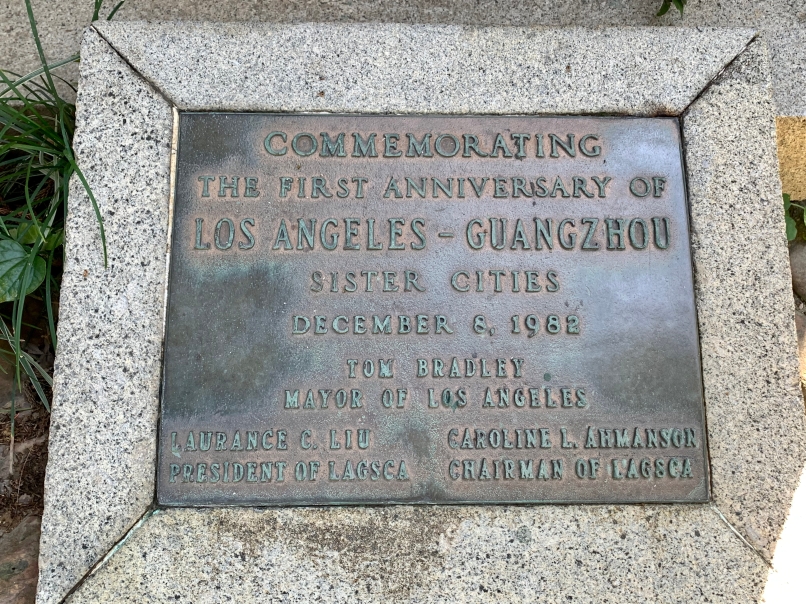 COMMEMORATING
THE FIRST ANNIVERSARY OF
LOS ANGELES - GUANGZHOU
SISTER CITIES
DECEMBER 8, 1982
TOM BRADLEY
MAYOR OF LOS ANGELES
LAURANCE C. LIU
PRESIDENT OF LAGSCA
CAROLINE L. AHMANSON
CHAIRMAN OF LAGSCA